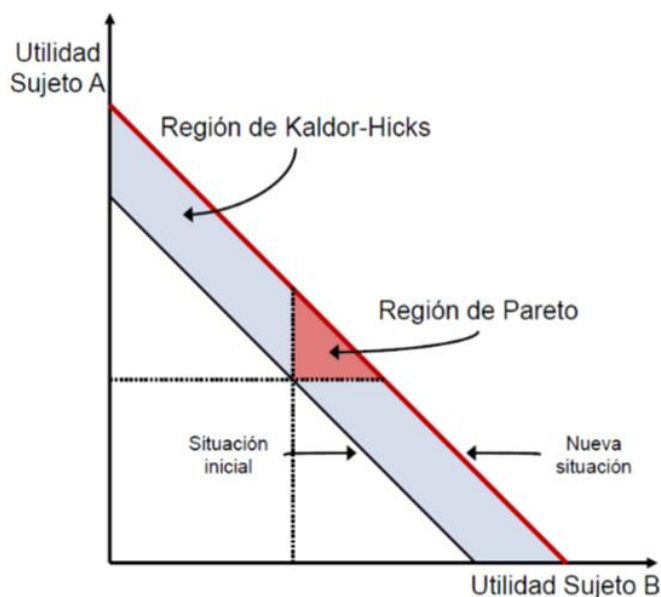 Utilidad
Sujeto A
Región de Kaldor-Hicks
Región de Pareto
Situación
inicial
Nueva
situación
Utilidad Sujeto B